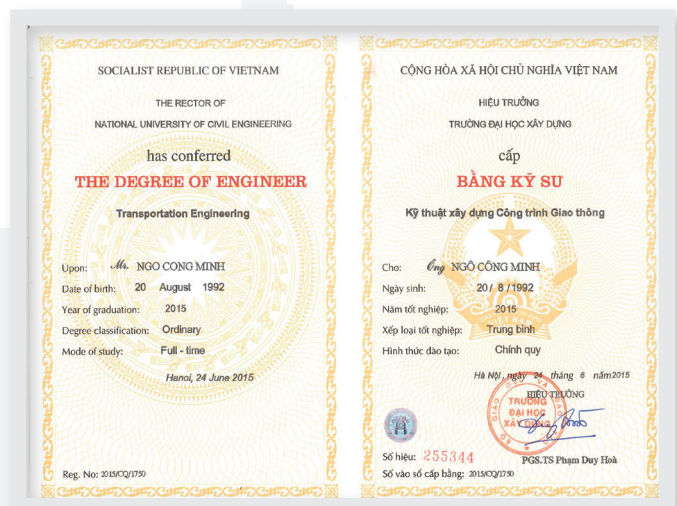 SOCIALIST REPUBLIC OF VIETNAM
THE RECTOR OF
NATIONAL UNIVERSITY OF CIVIL ENGINEERING
has conferred
THE DEGREE OF ENGINEER
Transportation Engineering
Upon: Mr. NGO CONG MINH
Date of birth: 20 August 1992
Year of graduation: 2015
Degree classification: Ordinary
Mode of study: Full - time
Hanoi, 24 June 2015
Reg. No: 2015/CQ/1750
CỘNG HÒA XÃ HỘI CHỦ NGHĨA VIỆT NAM
HIỆU TRƯỞNG
TRƯỜNG ĐẠI HỌC XÂY DỰNG
cấp
BẰNG KỸ SƯ
Kỹ thuật xây dựng Công trình Giao thông
Cho: Ông NGÔ CÔNG MINH
Ngày sinh: 20/ 8 / 1992
Năm tốt nghiệp: 2015
Xếp loại tốt nghiệp: Trung bình
Hình thức đào tạo: Chính quy
Hà Nội, ngày 24 tháng 6 năm 2015
HIỆU TRƯỞNG
TRƯỜNG
ĐẠI HỌC
XÂY DỰNG
Số hiệu: 255344
PGS.TS Phạm Duy Hoà
Số vào sổ cấp bằng: 2015/CQ/1750